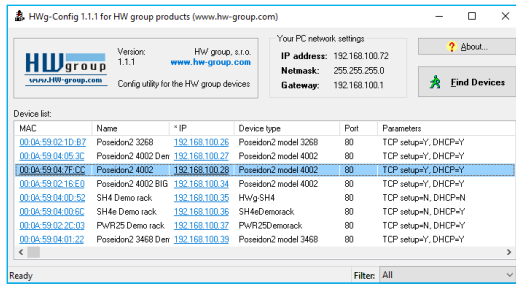 HWg-Config 1.1.1 for HW group products (www.hw-group.com)
HW group
www.HW-group.com
Version: HW group, s.r.o.
1.1.1 www.hw-group.com
Config utility for the HW group devices
Your PC network settings
IP address: 192.168.100.72
Netmask: 255.255.255.0
Gateway: 192.168.100.1
? About...
Find Devices
Device list:
MAC Name * IP Device type Port Parameters
00:0A:59:02:1D:B7 Poseidon2 3268 192.168.100.26 Poseidon2 model 3268 80 TCP setup=Y, DHCP=Y
00:0A:59:04:05:3C Poseidon2 4002 Den 192.168.100.27 Poseidon2 model 4002 80 TCP setup=Y, DHCP=Y
00:0A:59:04:7F:CC Poseidon2 4002 192.168.100.28 Poseidon2 model 4002 80 TCP setup=Y, DHCP=Y
00:0A:59:02:16:E0 Poseidon2 4002 BIG 192.168.100.34 Poseidon2 model 4002 80 TCP setup=Y, DHCP=Y
00:0A:59:04:0D:52 SH4 Demo rack 192.168.100.35 HWg-SH4 80 TCP setup=N, DHCP=N
00:0A:59:04:00:6C SH4e Demo rack 192.168.100.36 SH4eDemorack 80 TCP setup=N, DHCP=Y
00:0A:59:02:2C:03 PWR25 Demo rack 192.168.100.37 PWR25Demorack 80 TCP setup=N, DHCP=Y
00:0A:59:04:01:22 Poseidon2 3468 Den 192.168.100.39 Poseidon2 model 3468 80 TCP setup=Y, DHCP=Y
Ready Filter: All